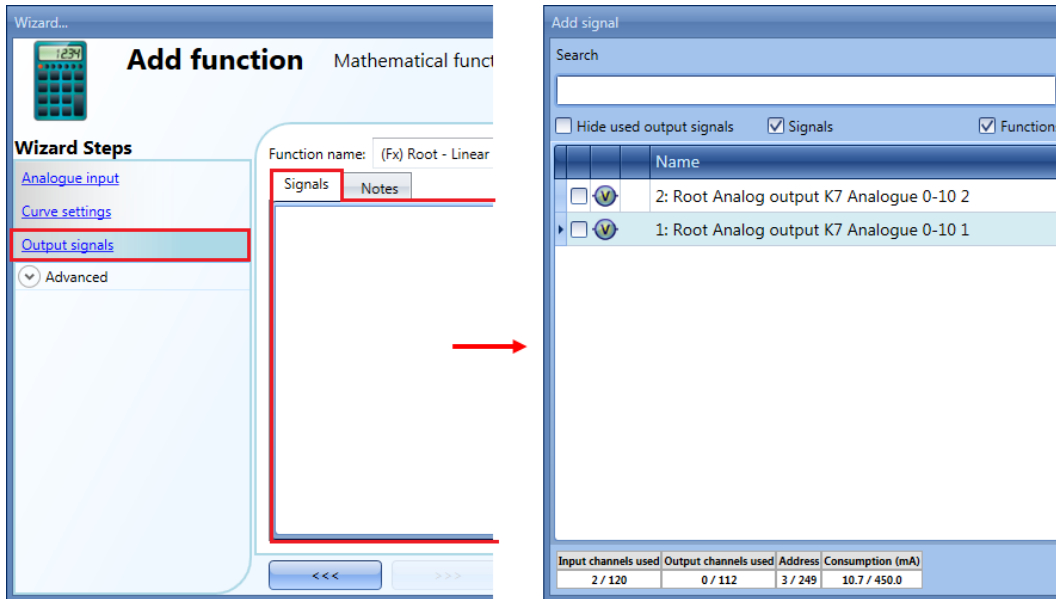 Wizard...
1234
Add function Mathematical funct
Wizard Steps
Analogue input
Curve settings
Output signals
Advanced
Function name: (Fx) Root - Linear
Signals Notes
<<< >>>
Add signal
Search
Hide used output signals Signals Function
Name
V 2: Root Analog output K7 Analogue 0-10 2
V 1: Root Analog output K7 Analogue 0-10 1
Input channels used Output channels used Address Consumption (mA)
2 / 120 0 / 112 3 / 249 10.7 / 450.0